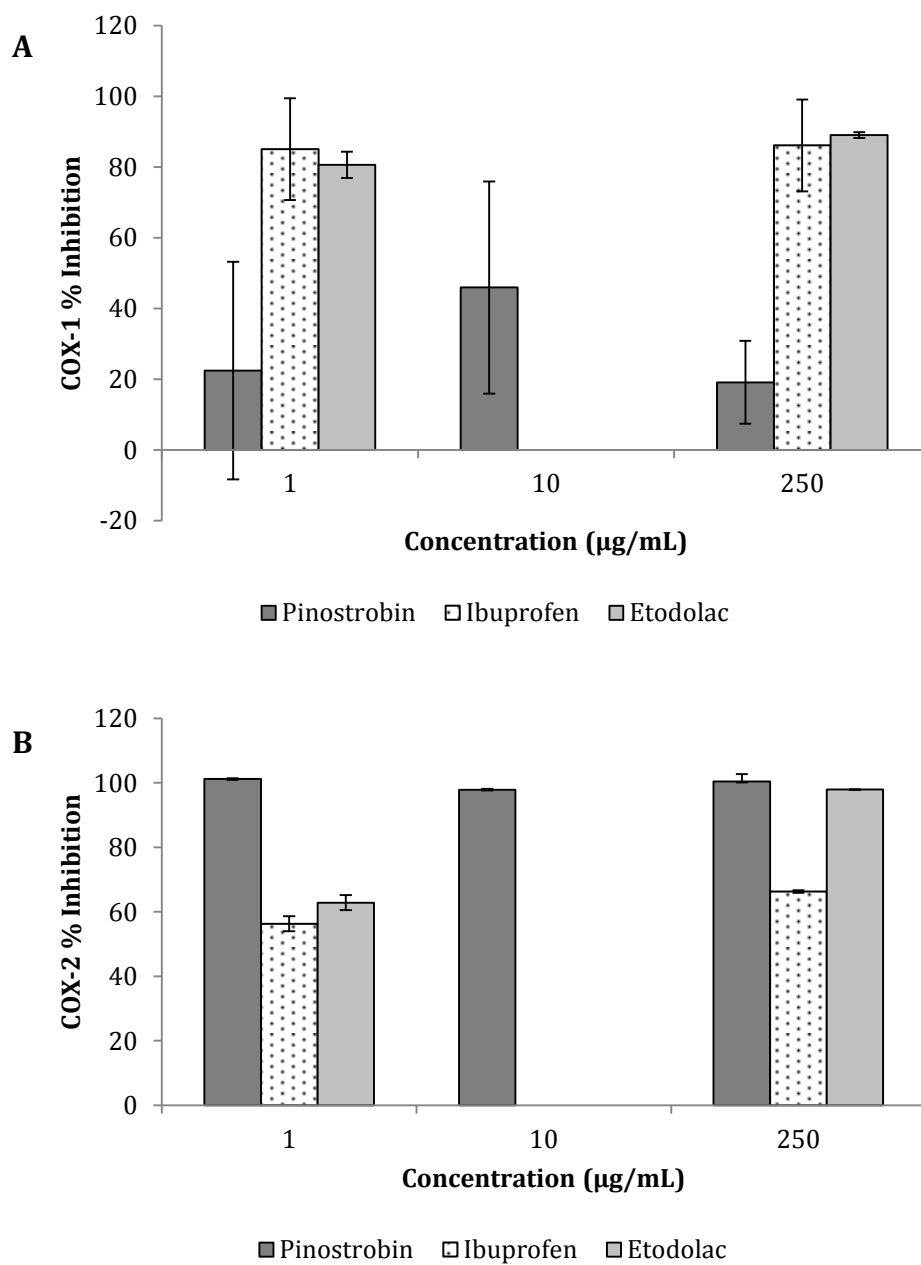 A
120
100
80
60
40
20
0
-20
COX-1 % Inhibition
1 10 250
Concentration (µg/mL)
Pinostrobin Ibuprofen Etodolac
B
120
100
80
60
40
20
0
COX-2 % Inhibition
1 10 250
Concentration (µg/mL)
Pinostrobin Ibuprofen Etodolac